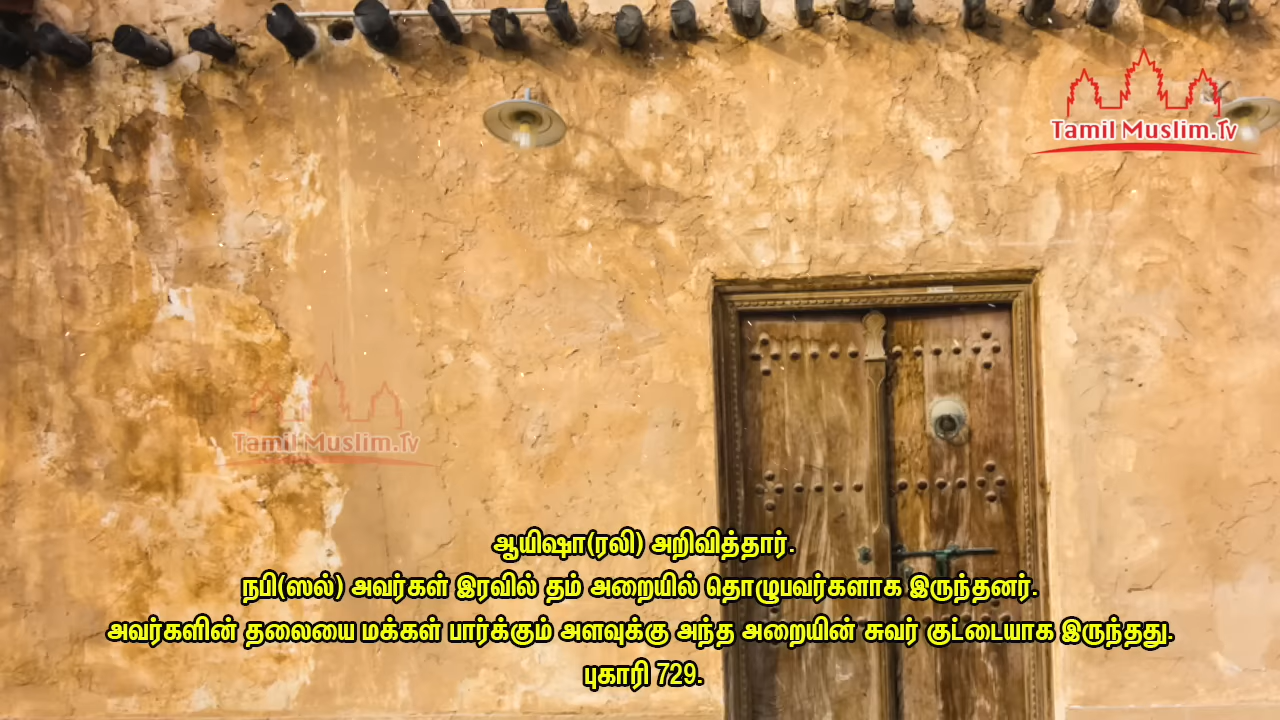 Tamil Muslim.Tv
Tamil Muslim.Tv
ஆயிஷா(ரலி) அறிவித்தார்.
நபி(ஸல்) அவர்கள் இரவில் தம் அறையில் தொழுபவர்களாக இருந்தனர்.
அவர்களின் தலையை மக்கள் பார்க்கும் அளவுக்கு அந்த அறையின் சுவர் குட்டையாக இருந்தது.
புகாரி 729.